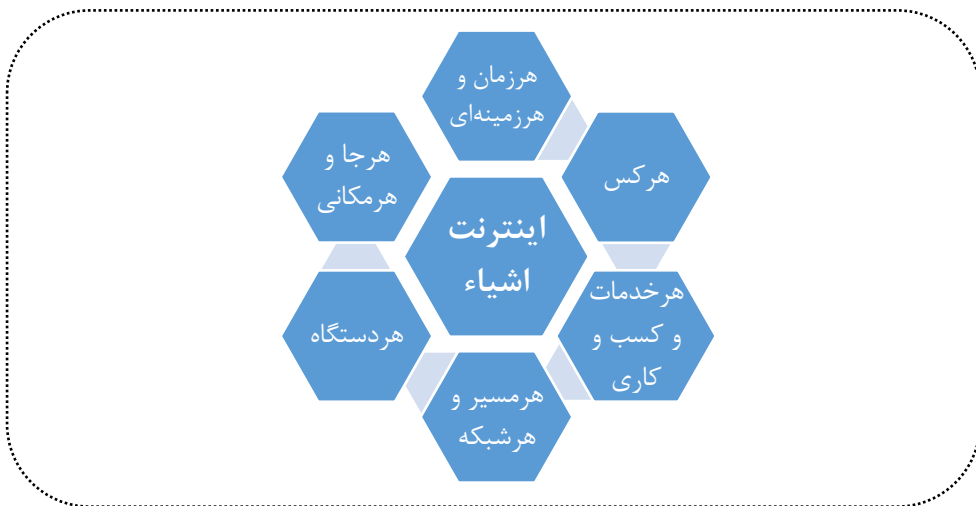 هرزمان و
هرزمینه‌ای
هرکس
هرخدمات
و کسب و
کاری
هرمسیر و
هرشبکه
هردستگاه
هرجا و
هرمکانی
اینترنت
اشیاء